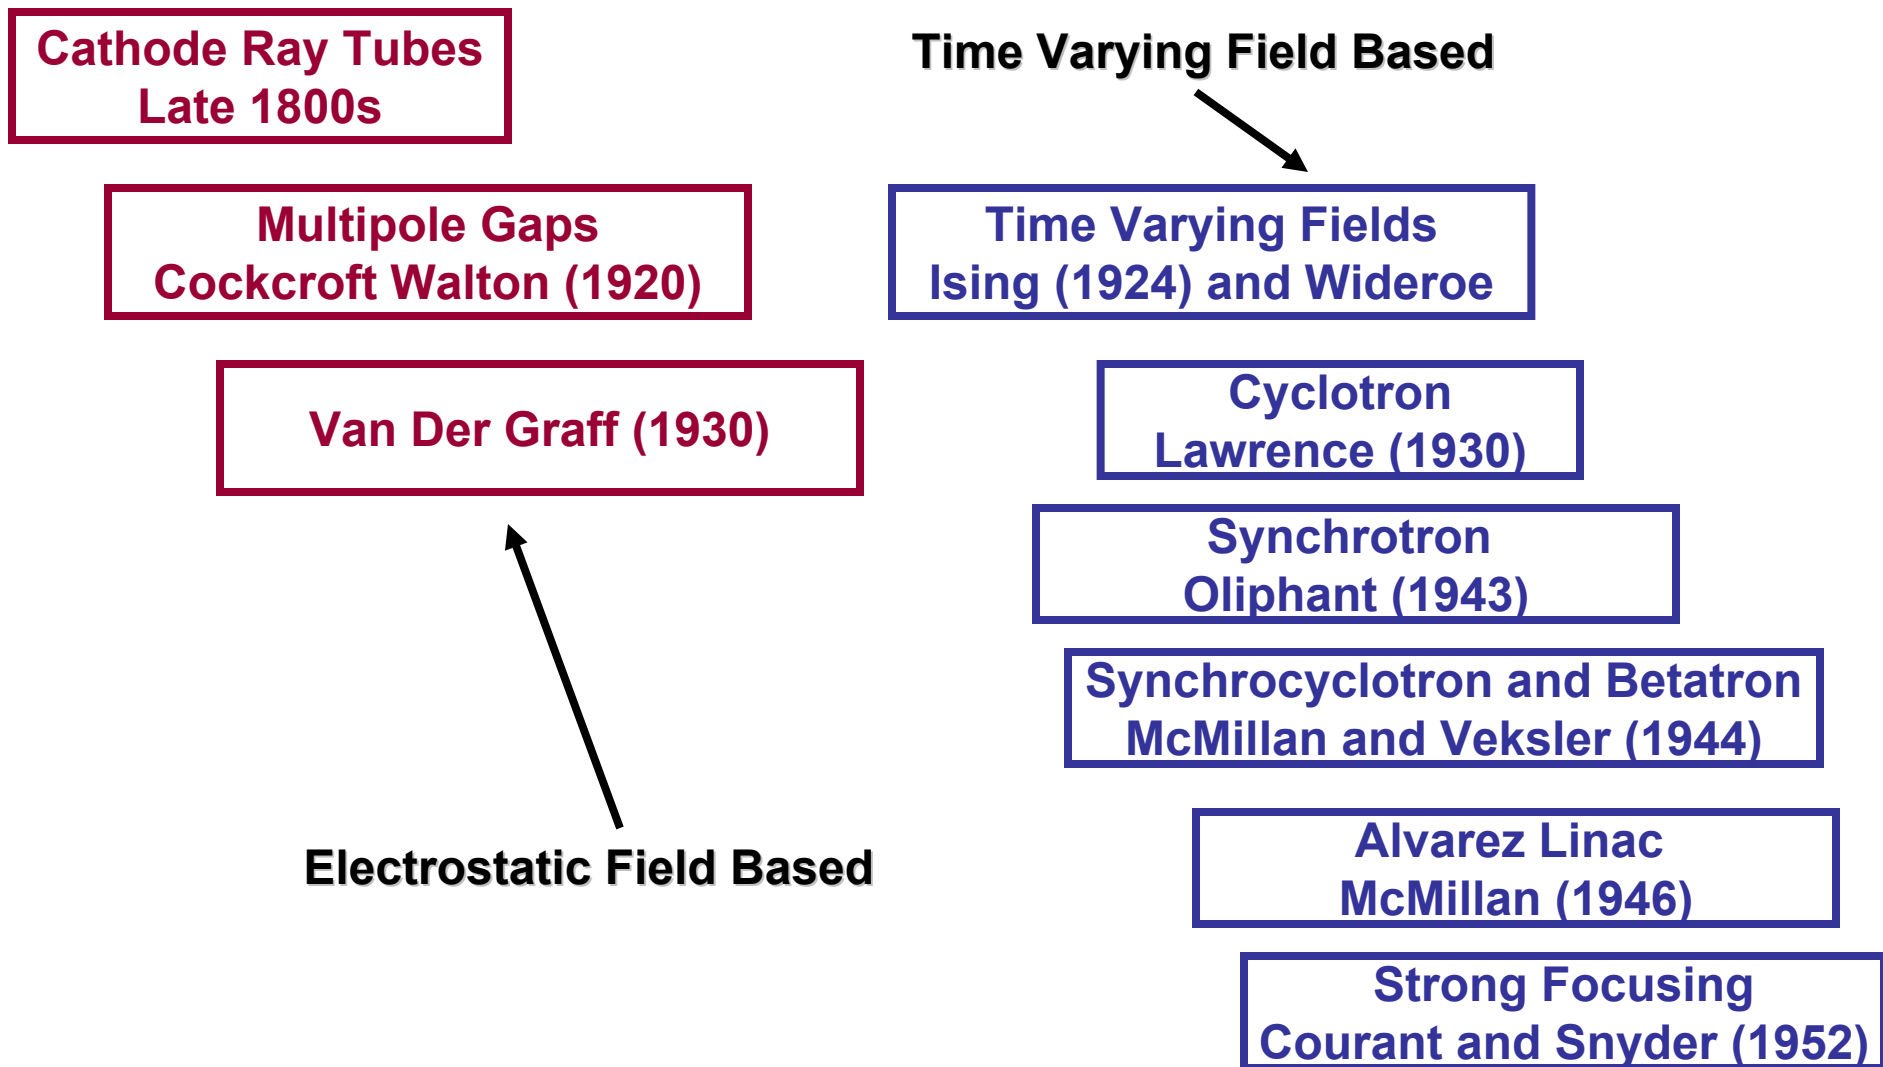 Cathode Ray Tubes
Late 1800s
Time Varying Field Based
Multipole Gaps
Cockcroft Walton (1920)
Time Varying Fields
Ising (1924) and Wideroe
Van Der Graff (1930)
Cyclotron
Lawrence (1930)
Synchrotron
Oliphant (1943)
Synchrocyclotron and Betatron
McMillan and Veksler (1944)
Electrostatic Field Based
Alvarez Linac
McMillan (1946)
Strong Focusing
Courant and Snyder (1952)